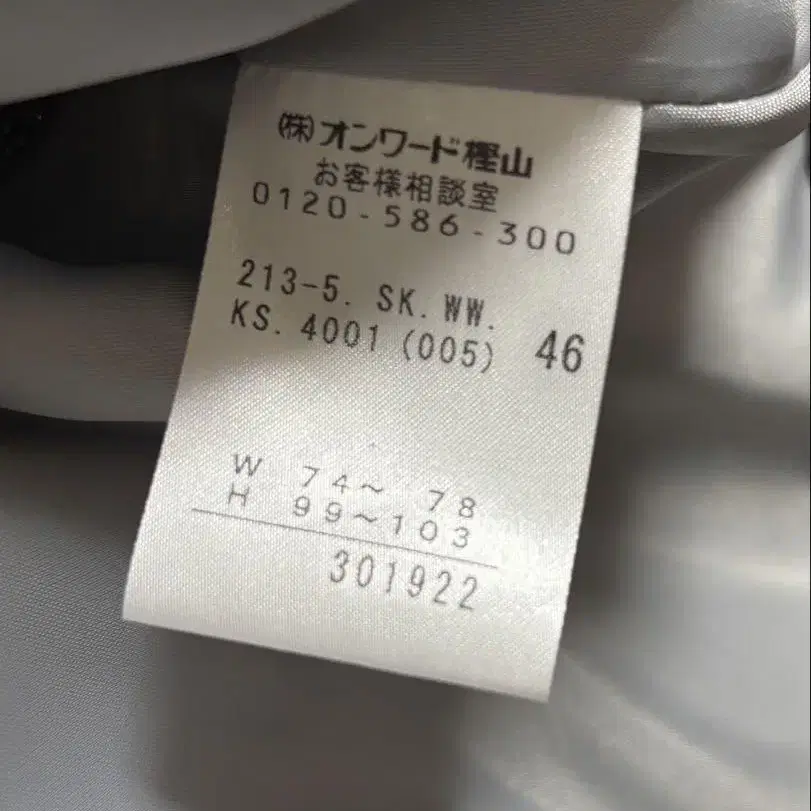 ㈱オンワード樫山
お客様相談室
0120-586-300
213-5. SK. WW.
KS. 4001 (005) 46
W 74～ 78
H 99～103
301922